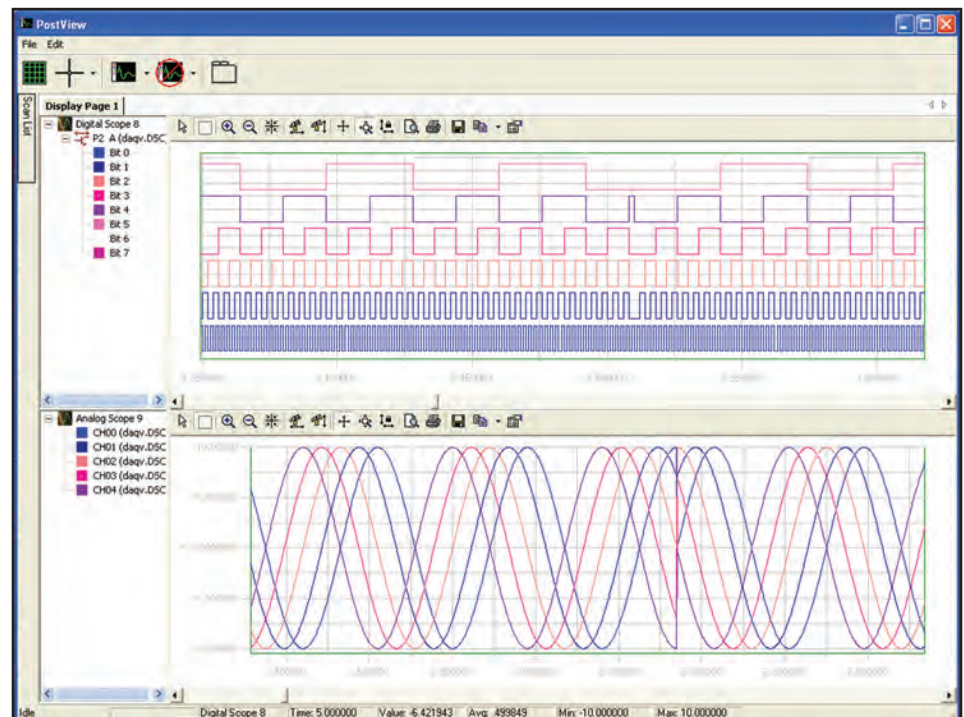 PostView
File Edit
Scan List
Display Page 1
Digital Scope 8
P2 A (daqv.DSC
Bit 0
Bit 1
Bit 2
Bit 3
Bit 4
Bit 5
Bit 6
Bit 7
Analog Scope 9
CH00 (daqv.DSC
CH01 (daqv.DSC
CH02 (daqv.DSC
CH03 (daqv.DSC
CH04 (daqv.DSC
Idle
Digital Scope 8 Time: 5.000000 Value: -6.421943 Avg: .499849 Min: -10.000000 Max: 10.000000